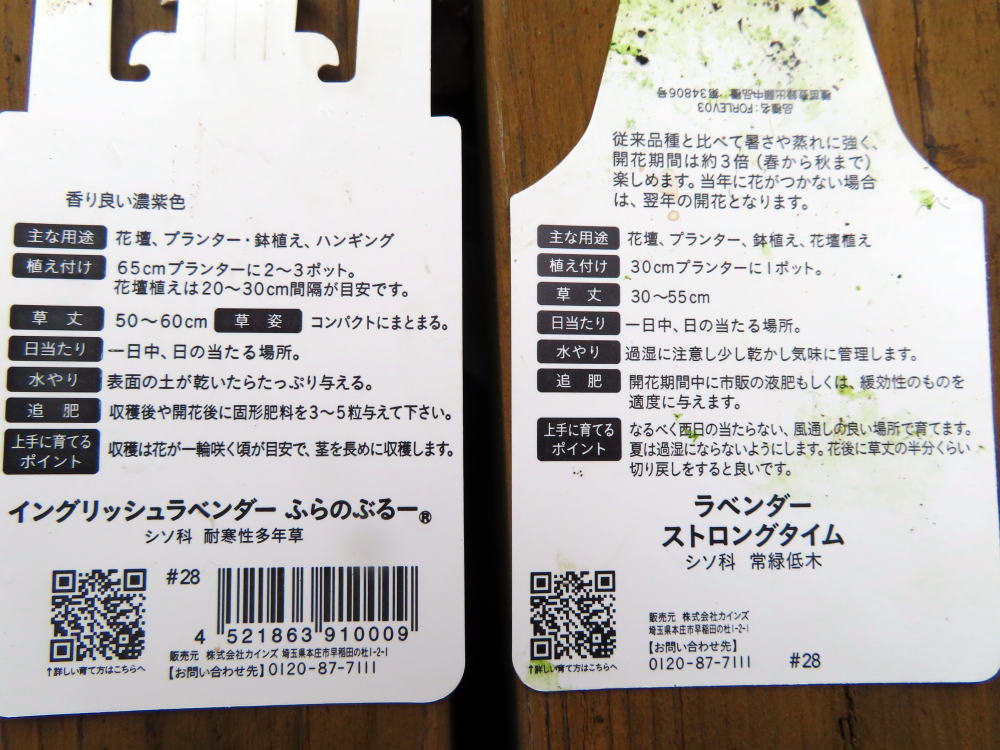 香り良い濃紫色
主な用途 花壇、プランター・鉢植え、ハンギング
植え付け 65cmプランターに2〜3ポット。
花壇植えは20〜30cm間隔が目安です。
草 丈 50〜60cm 草 姿 コンパクトにまとまる。
日当たり 一日中、日の当たる場所。
水やり 表面の土が乾いたらたっぷり与える。
追 肥 収穫後や開花後に固形肥料を3〜5粒与えて下さい。
上手に育てる
ポイント 収穫は花が一輪咲く頃が目安で、茎を長めに収穫します。
イングリッシュラベンダー ふらのぶるー®
シソ科 耐寒性多年草
#28
4 521863 910009
↑詳しい育て方はこちらへ
販売元 株式会社カインズ
埼玉県本庄市早稲田の杜1-2-1
【お問い合わせ先】0120-87-7111
品種名:FORLEV03
種苗登録出願中品種 第34806号
従来品種と比べて暑さや蒸れに強く、
開花期間は約3倍(春から秋まで)
楽しめます。当年に花がつかない場合
は、翌年の開花となります。
主な用途 花壇、プランター、鉢植え、花壇植え
植え付け 30cmプランターに1ポット。
草 丈 30〜55cm
日当たり 一日中、日の当たる場所。
水やり 過湿に注意し少し乾かし気味に管理します。
追 肥 開花期間中に市販の液肥もしくは、緩効性のものを
適度に与えます。
上手に育てる
ポイント なるべく西日の当たらない、風通しの良い場所で育てます。
夏は過湿にならないようにします。花後に草丈の半分くらい
切り戻しをすると良いです。
ラベンダー
ストロングタイム
シソ科 常緑低木
↑詳しい育て方はこちらへ
販売元 株式会社カインズ
埼玉県本庄市早稲田の杜1-2-1
【お問い合わせ先】
0120-87-7111 #28